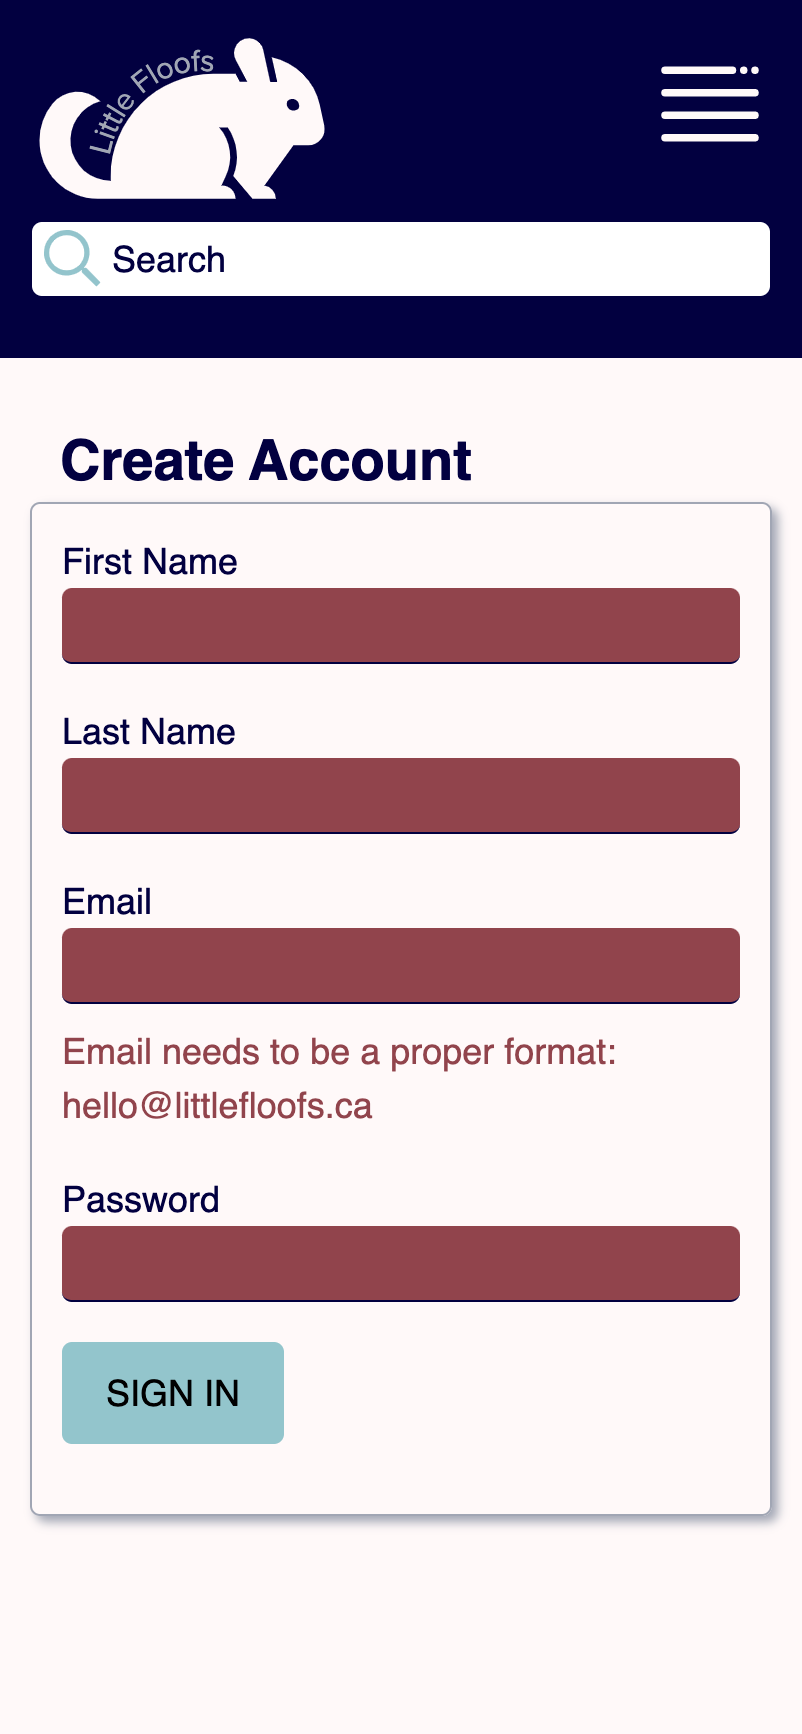 Little Floofs
Search
Create Account
First Name
Last Name
Email
Email needs to be a proper format:
hello@littlefloofs.ca
Password
SIGN IN